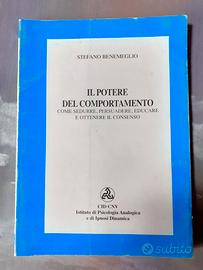 STEFANO BENEMEGLIO
IL POTERE
DEL COMPORTAMENTO
COME SEDURRE, PERSUADERE, EDUCARE
E OTTENERE IL CONSENSO
CID CNV
Istituto di Psicologia Analogica
e di Ipnosi Dinamica
subito